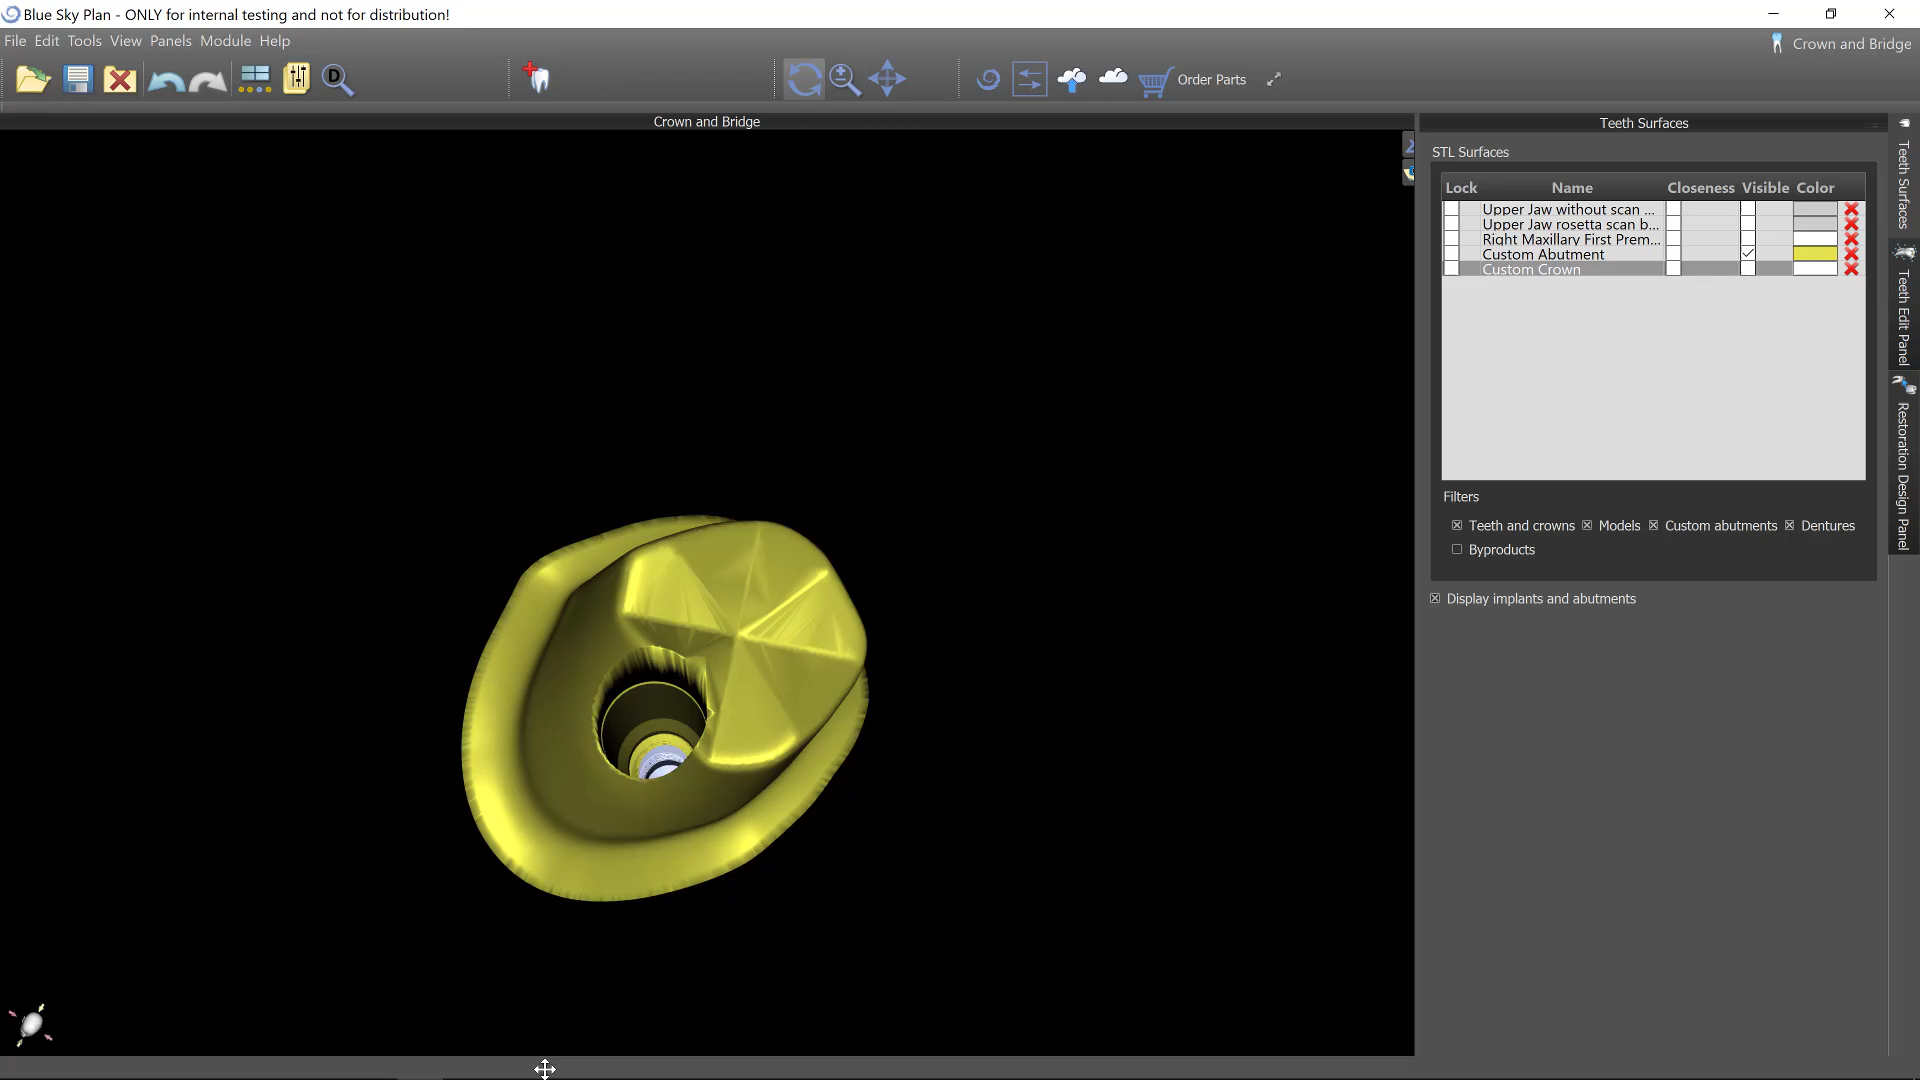 Blue Sky Plan - ONLY for internal testing and not for distribution!
File Edit Tools View Panels Module Help
Crown and Bridge
D
Order Parts
Crown and Bridge
Teeth Surfaces
STL Surfaces
Lock Name Closeness Visible Color
Upper Jaw without scan ...
Upper Jaw rosetta scan b...
Right Maxillary First Prem...
Custom Abutment
Custom Crown
Filters
Teeth and crowns Models Custom abutments Dentures
Byproducts
Display implants and abutments
Teeth Surfaces
Teeth Edit Panel
Restoration Design Panel